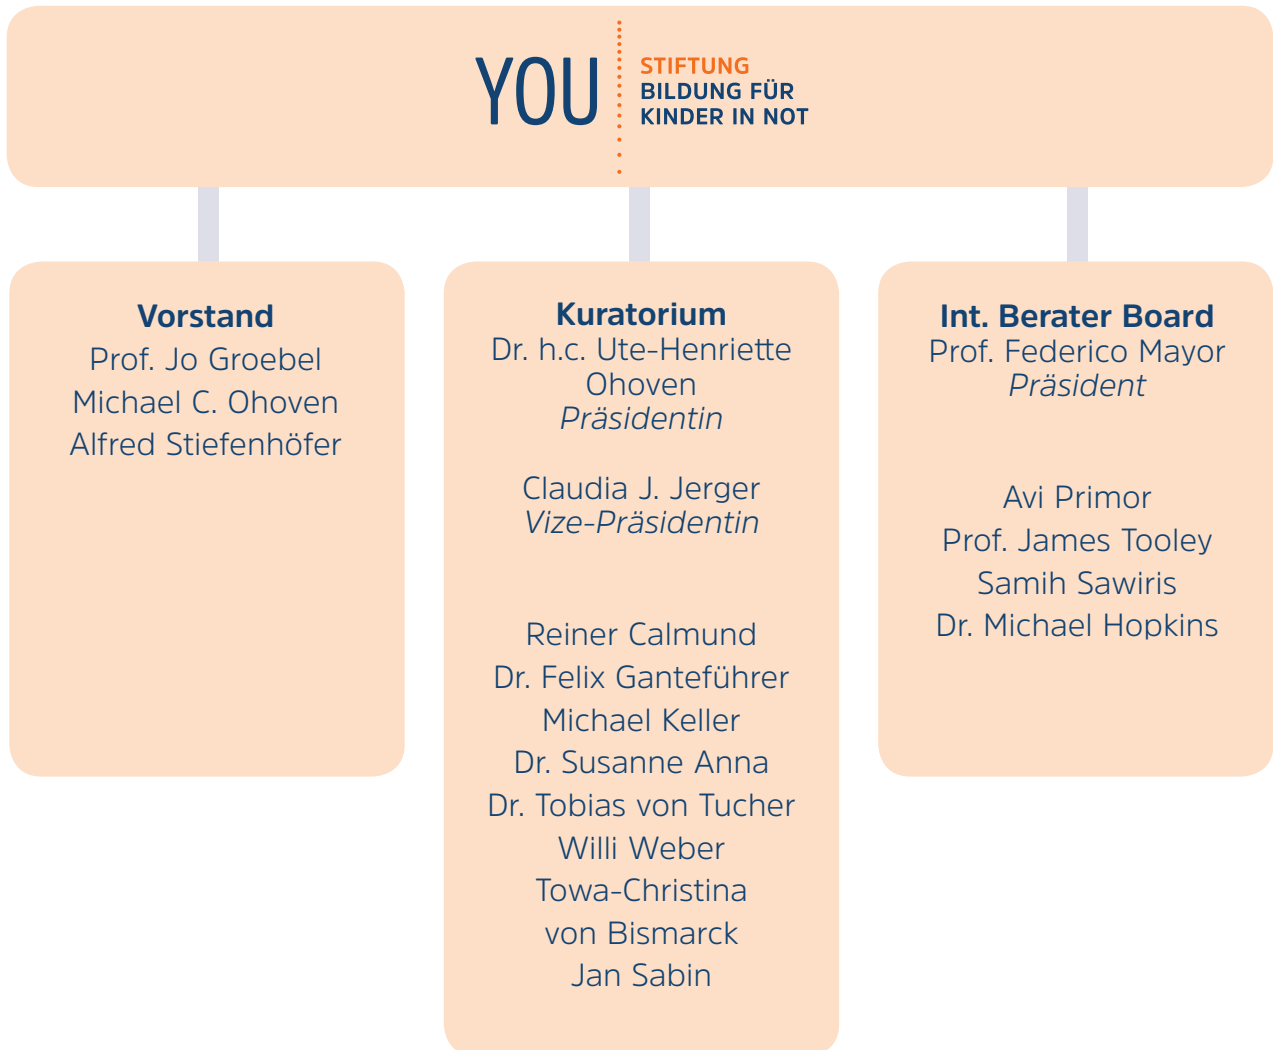 YOU
STIFTUNG
BILDUNG FÜR
KINDER IN NOT
Vorstand
Prof. Jo Groebel
Michael C. Ohoven
Alfred Stiefenhöfer
Kuratorium
Dr. h.c. Ute-Henriette
Ohoven
Präsidentin
Claudia J. Jerger
Vize-Präsidentin
Reiner Calmund
Dr. Felix Ganteführer
Michael Keller
Dr. Susanne Anna
Dr. Tobias von Tucher
Willi Weber
Towa-Christina
von Bismarck
Jan Sabin
Int. Berater Board
Prof. Federico Mayor
Präsident
Avi Primor
Prof. James Tooley
Samih Sawiris
Dr. Michael Hopkins